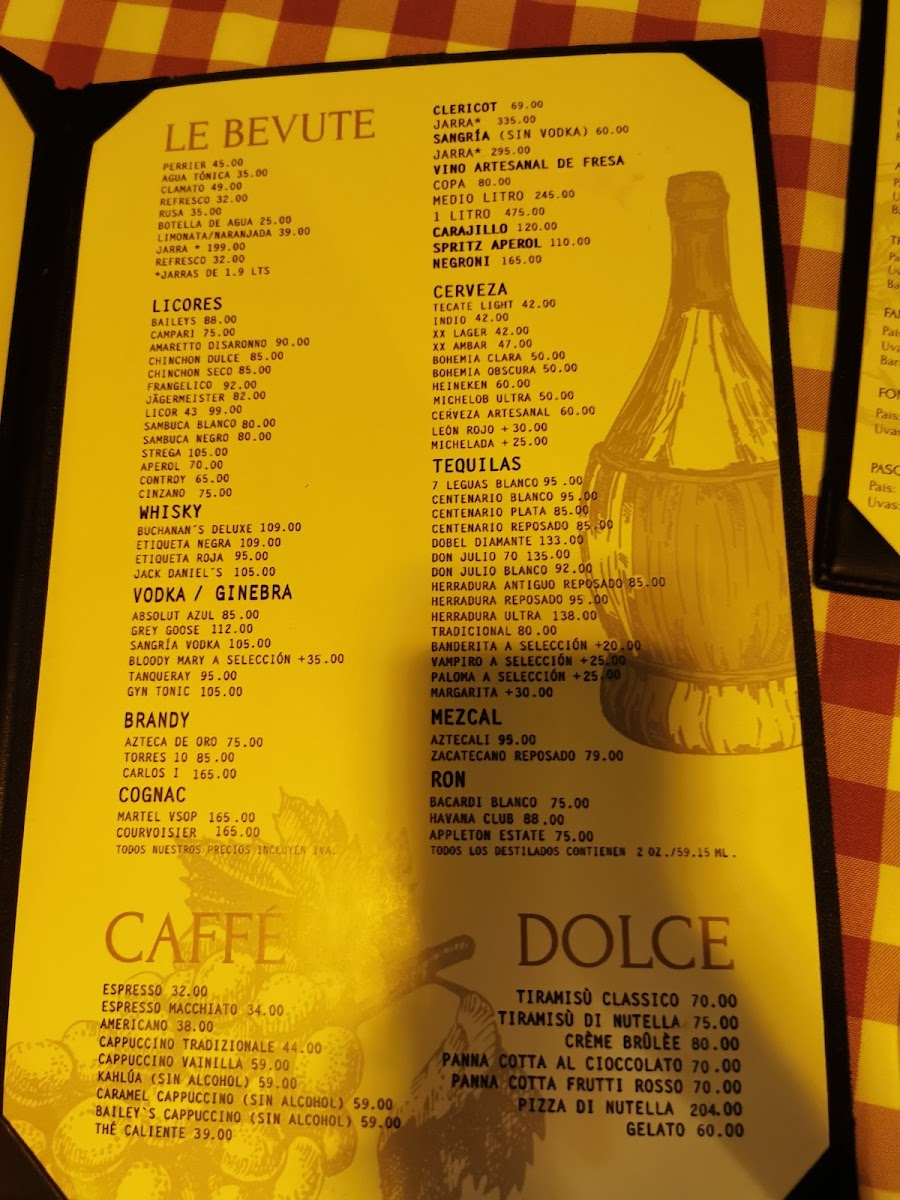 LE BEVUTE
PERRIER 45.00
AGUA TÓNICA 35.00
CLAMATO 49.00
REFRESCO 32.00
RUSA 35.00
BOTELLA DE AGUA 25.00
LIMONATA/NARANJADA 39.00
JARRA * 199.00
REFRESCO 32.00
*JARRAS DE 1.9 LTS
LICORES
BAILEYS 88.00
CAMPARI 75.00
AMARETTO DISARONNO 90.00
CHINCHON DULCE 85.00
CHINCHON SECO 85.00
FRANGELICO 92.00
JÄGERMEISTER 82.00
LICOR 43 99.00
SAMBUCA BLANCO 80.00
SAMBUCA NEGRO 80.00
STREGA 105.00
APEROL 70.00
CONTROY 65.00
CINZANO 75.00
WHISKY
BUCHANAN´S DELUXE 109.00
ETIQUETA NEGRA 109.00
ETIQUETA ROJA 95.00
JACK DANIEL´S 105.00
VODKA / GINEBRA
ABSOLUT AZUL 85.00
GREY GOOSE 112.00
SANGRÍA VODKA 105.00
BLOODY MARY A SELECCIÓN +35.00
TANQUERAY 95.00
GYN TONIC 105.00
BRANDY
AZTECA DE ORO 75.00
TORRES 10 85.00
CARLOS I 165.00
COGNAC
MARTEL VSOP 165.00
COURVOISIER 165.00
TODOS NUESTROS PRECIOS INCLUYEN IVA.
CLERICOT 69.00
JARRA* 335.00
SANGRÍA (SIN VODKA) 60.00
JARRA* 295.00
VINO ARTESANAL DE FRESA
COPA 80.00
MEDIO LITRO 245.00
1 LITRO 475.00
CARAJILLO 120.00
SPRITZ APEROL 110.00
NEGRONI 165.00
CERVEZA
TECATE LIGHT 42.00
INDIO 42.00
XX LAGER 42.00
XX AMBAR 47.00
BOHEMIA CLARA 50.00
BOHEMIA OBSCURA 50.00
HEINEKEN 60.00
MICHELOB ULTRA 50.00
CERVEZA ARTESANAL 60.00
LEÓN ROJO +30.00
MICHELADA +25.00
TEQUILAS
7 LEGUAS BLANCO 95.00
CENTENARIO BLANCO 95.00
CENTENARIO PLATA 85.00
CENTENARIO REPOSADO 85.00
DOBEL DIAMANTE 133.00
DON JULIO 70 135.00
DON JULIO BLANCO 92.00
HERRADURA ANTIGUO REPOSADO 85.00
HERRADURA REPOSADO 95.00
HERRADURA ULTRA 138.00
TRADICIONAL 80.00
BANDERITA A SELECCIÓN +20.00
VAMPIRO A SELECCIÓN +25.00
PALOMA A SELECCIÓN +25.00
MARGARITA +30.00
MEZCAL
AZTECALI 95.00
ZACATECANO REPOSADO 79.00
RON
BACARDI BLANCO 75.00
HAVANA CLUB 88.00
APPLETON ESTATE 75.00
TODOS LOS DESTILADOS CONTIENEN 2 OZ./59.15 ML.
CAFFÉ
ESPRESSO 32.00
ESPRESSO MACCHIATO 34.00
AMERICANO 38.00
CAPPUCCINO TRADIZIONALE 44.00
CAPPUCCINO VAINILLA 59.00
KAHLÚA (SIN ALCOHOL) 59.00
CARAMEL CAPPUCCINO (SIN ALCOHOL) 59.00
BAILEY`S CAPPUCCINO (SIN ALCOHOL) 59.00
THÉ CALIENTE 39.00
DOLCE
TIRAMISÙ CLASSICO 70.00
TIRAMISÙ DI NUTELLA 75.00
CRÈME BRÛLÈE 80.00
PANNA COTTA AL CIOCCOLATO 70.00
PANNA COTTA FRUTTI ROSSO 70.00
PIZZA DI NUTELLA 204.00
GELATO 60.00
País:
Uvas: